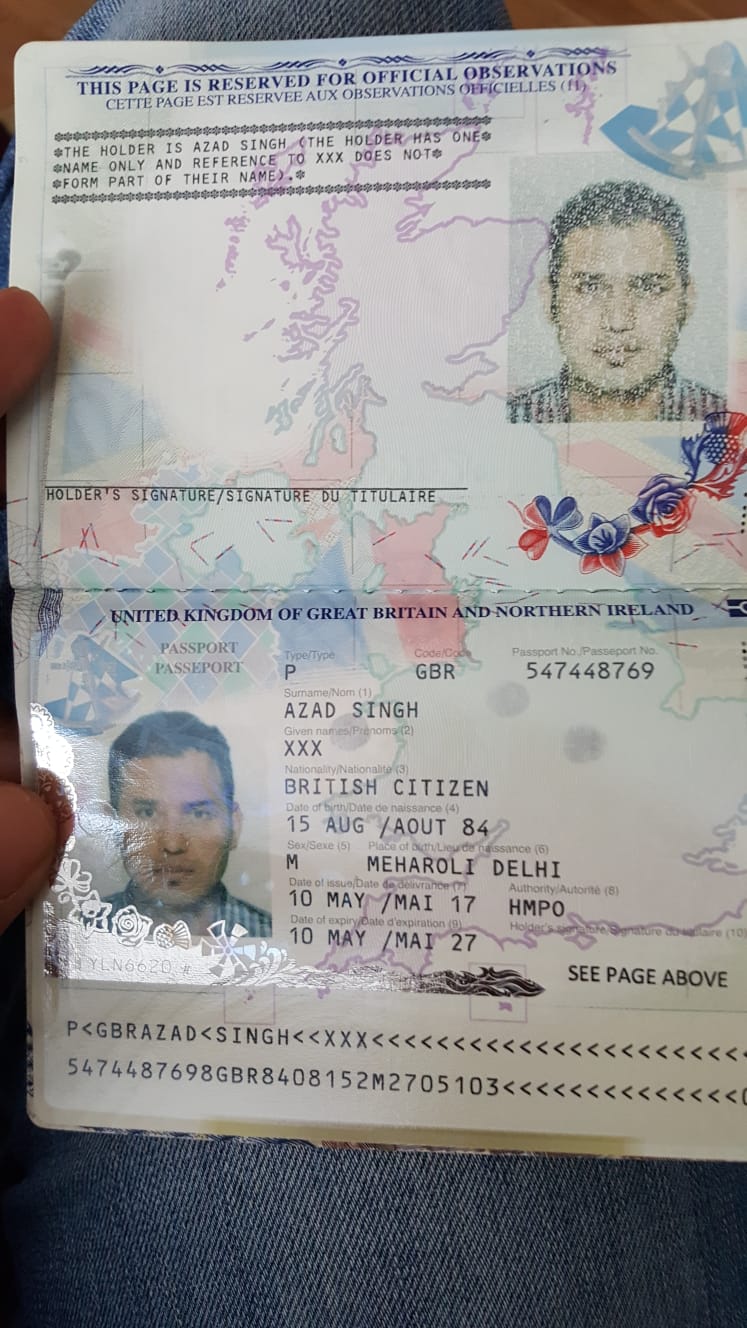 THIS PAGE IS RESERVED FOR OFFICIAL OBSERVATIONS
CETTE PAGE EST RESERVEE AUX OBSERVATIONS OFFICIELLES (11)
*THE HOLDER IS AZAD SINGH (THE HOLDER HAS ONE*
*NAME ONLY AND REFERENCE TO XXX DOES NOT*
*FORM PART OF THEIR NAME).*
HOLDER'S SIGNATURE/SIGNATURE DU TITULAIRE
UNITED KINGDOM OF GREAT BRITAIN AND NORTHERN IRELAND
PASSPORT
PASSEPORT
Type/Type Code/Code Passport No./Passeport No.
P GBR 547448769
Surname/Nom (1)
AZAD SINGH
Given names/Prénoms (2)
XXX
Nationality/Nationalité (3)
BRITISH CITIZEN
Date of birth/Date de naissance (4)
15 AUG /AOUT 84
Sex/Sexe (5) Place of birth/Lieu de naissance (6)
M MEHAROLI DELHI
Date of issue/Date de délivrance (7) Authority/Autorité (8)
10 MAY /MAI 17 HMPO
Date of expiry/Date d'expiration (9) Holder's signature/Signature du titulaire (10)
10 MAY /MAI 27
SEE PAGE ABOVE
YLN6620 #
P<GBRAZAD<SINGH<<XXX<<<<<<<<<<<<<<<<<<<<<<<
5474487698GBR8408152M2705103<<<<<<<<<<<<<<